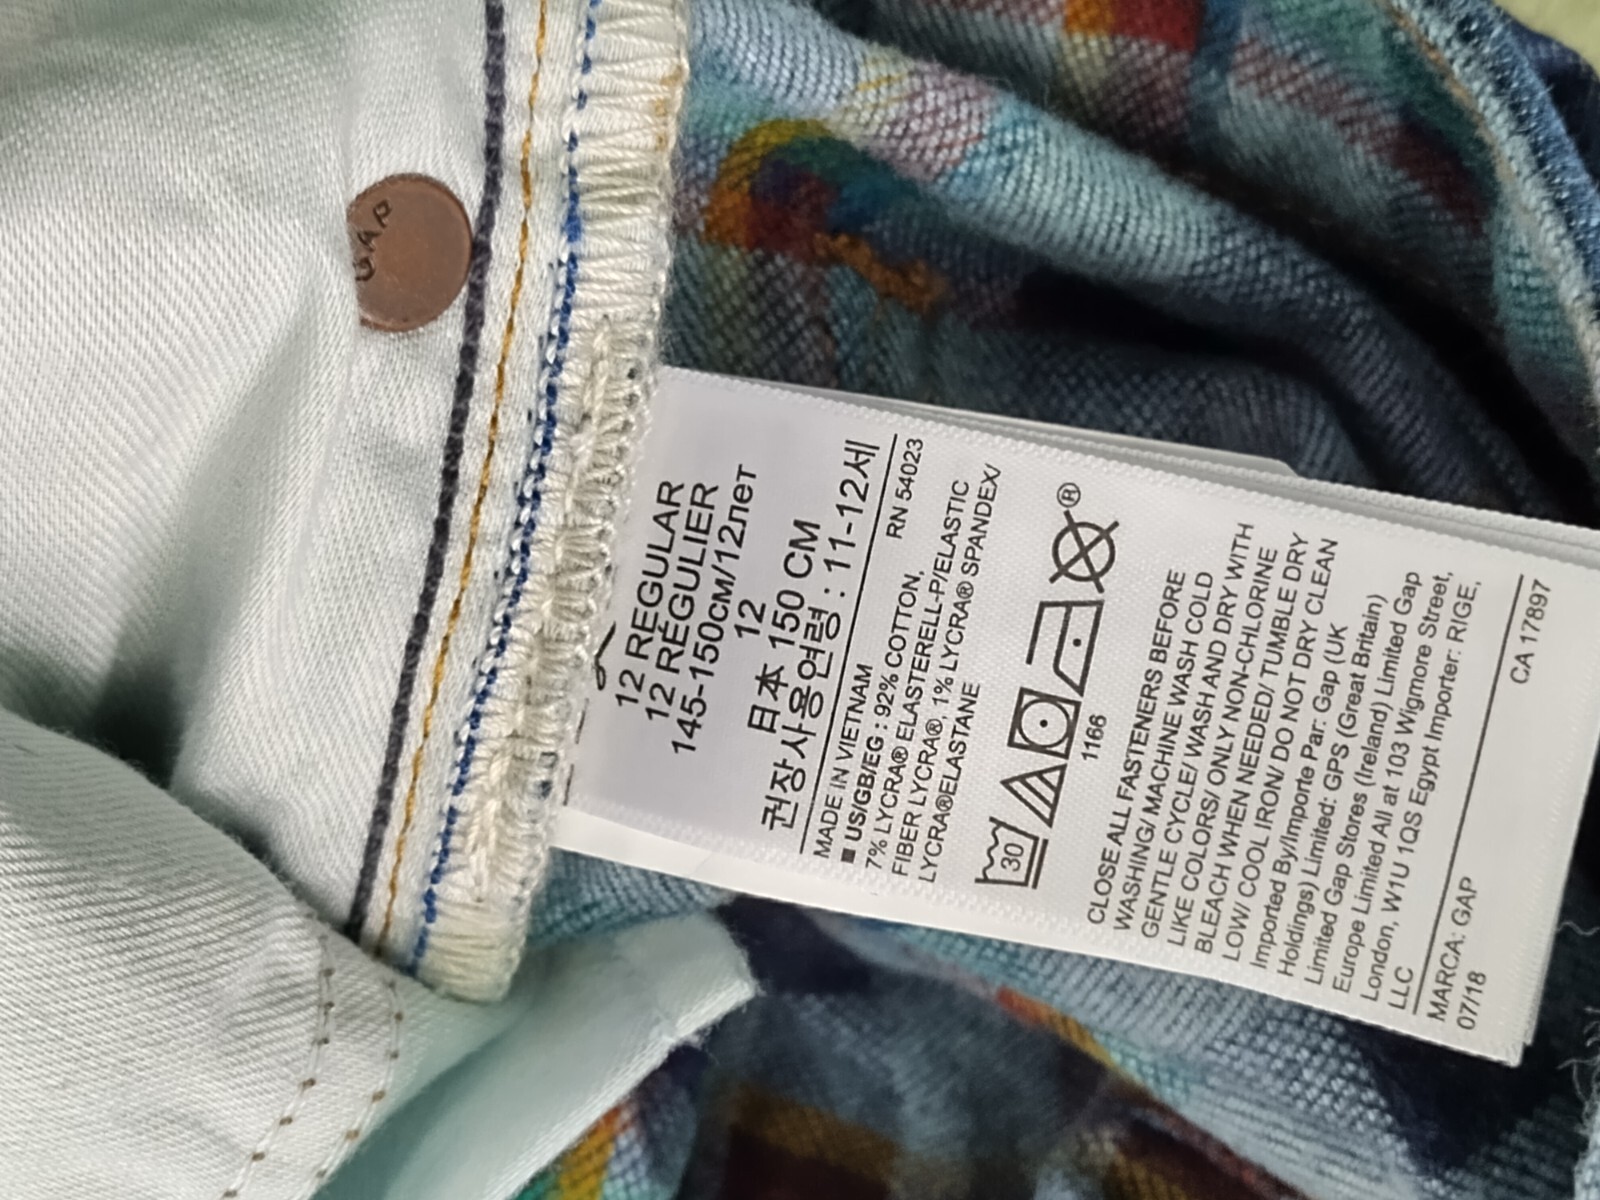 GAP
12 REGULAR
12 RÉGULIER
145-150CM/12лет
12
日本 150 CM
권장사용연령 : 11-12세
MADE IN VIETNAM RN 54023
■ US/GB/EG : 92% COTTON,
7% LYCRA® ELASTERELL-P/ELASTIC
FIBER LYCRA®, 1% LYCRA® SPANDEX/
LYCRA®ELASTANE
30
®
1166
CLOSE ALL FASTENERS BEFORE
WASHING/ MACHINE WASH COLD
GENTLE CYCLE/ WASH AND DRY WITH
LIKE COLORS/ ONLY NON-CHLORINE
BLEACH WHEN NEEDED/ TUMBLE DRY
LOW/ COOL IRON/ DO NOT DRY CLEAN
Imported By/Importe Par: Gap (UK
Holdings) Limited: GPS (Great Britain)
Limited Gap Stores (Ireland) Limited Gap
Europe Limited All at 103 Wigmore Street,
London, W1U 1QS Egypt Importer: RIGE,
LLC
MARCA: GAP CA 17897
07/18